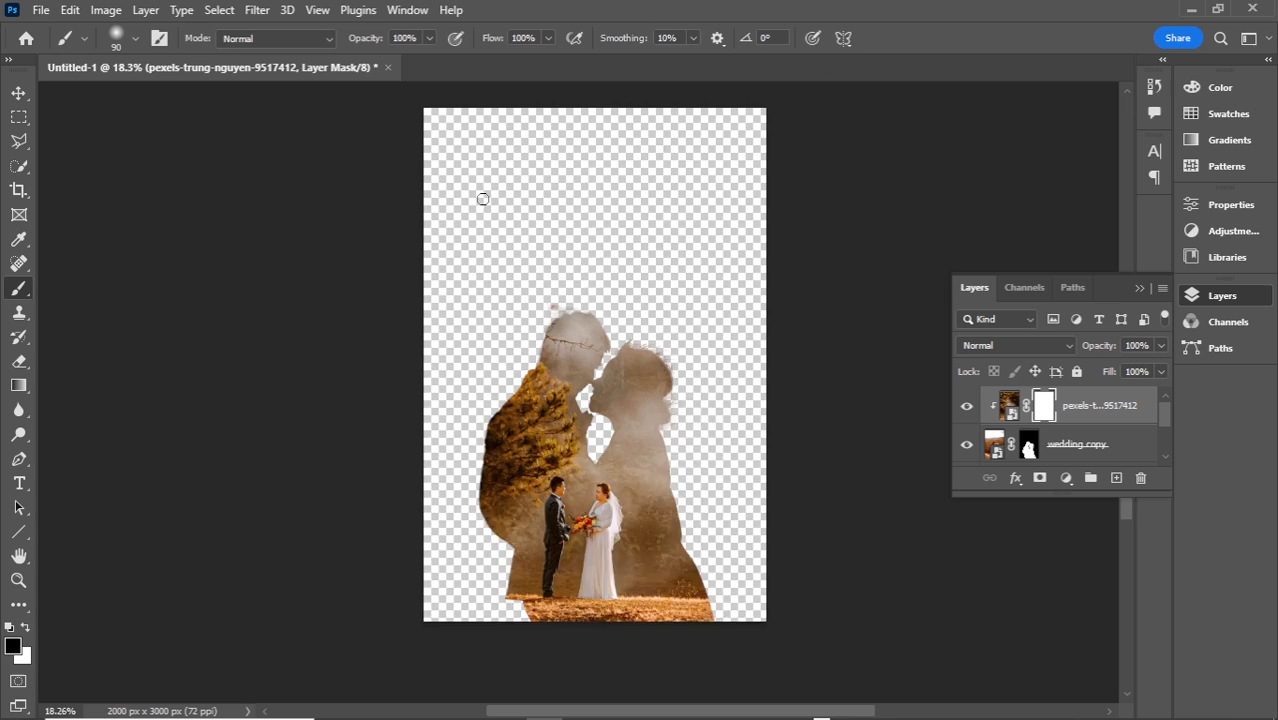 Ps File Edit Image Layer Type Select Filter 3D View Plugins Window Help
90 Mode: Normal Opacity: 100% Flow: 100% Smoothing: 10% 0° Share
Untitled-1 @ 18.3% (pexels-trung-nguyen-9517412, Layer Mask/8) * ×
Color
Swatches
Gradients
Patterns
Properties
Adjustme...
Libraries
Layers
Channels
Paths
Layers Channels Paths
Kind
Normal Opacity: 100%
Lock: Fill: 100%
pexels-t...9517412
wedding copy
fx
18.26% 2000 px x 3000 px (72 ppi)